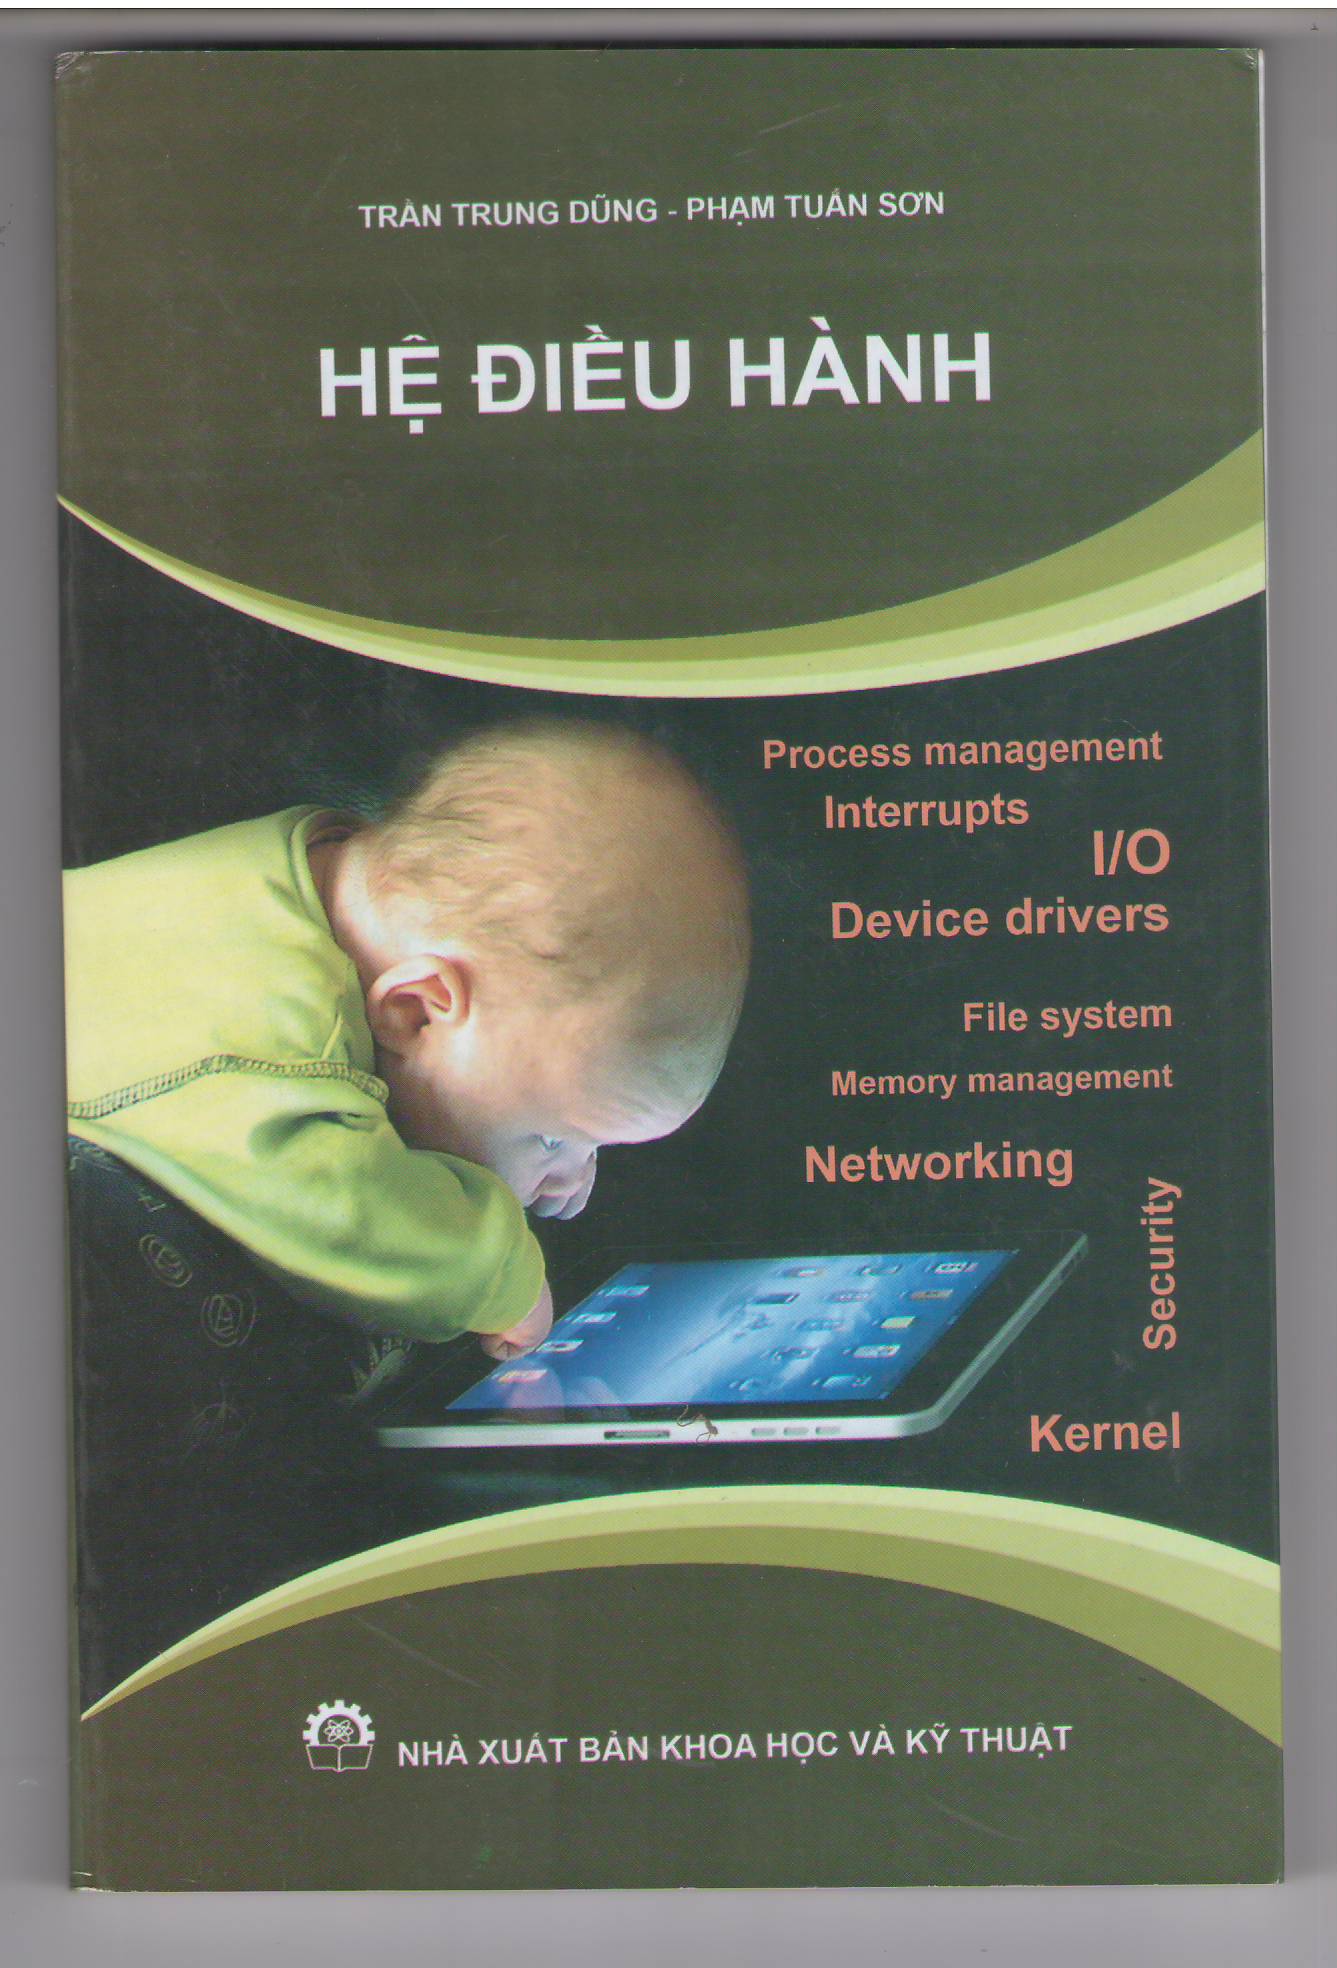 TRẦN TRUNG DŨNG - PHẠM TUẤN SƠN
HỆ ĐIỀU HÀNH
Process management
Interrupts
I/O
Device drivers
File system
Memory management
Networking
Security
Kernel
NHÀ XUẤT BẢN KHOA HỌC VÀ KỸ THUẬT